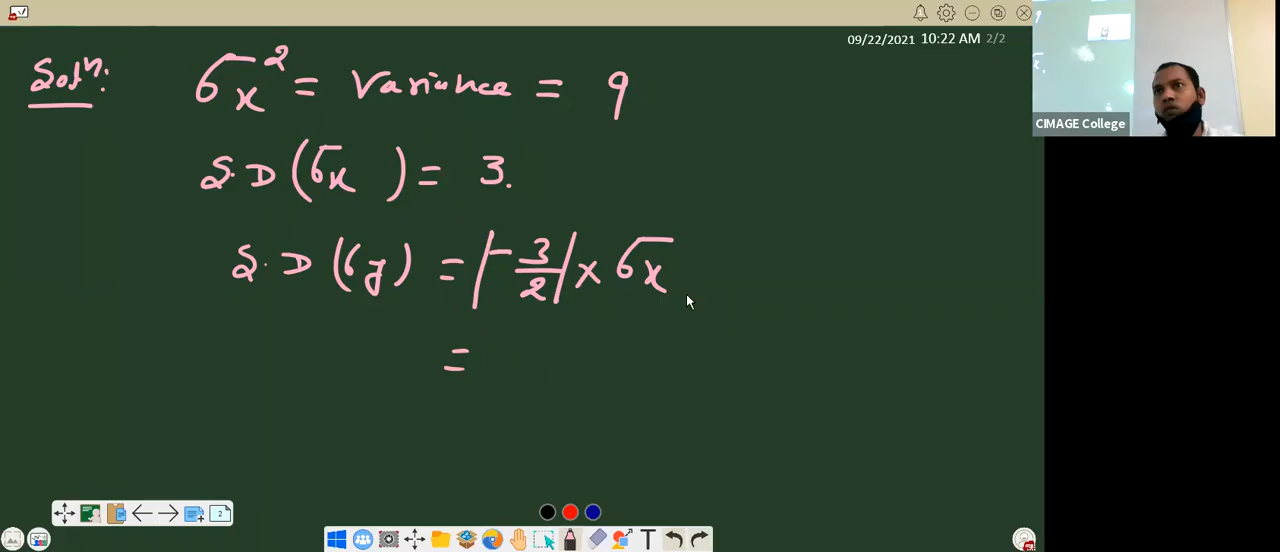 09/22/2021 10:22 AM 2/2
CIMAGE College
Solⁿ:
σx² = Variance = 9
S.D (σx ) = 3.
S.D (σy) = |-3/2| × σx
=
2
T